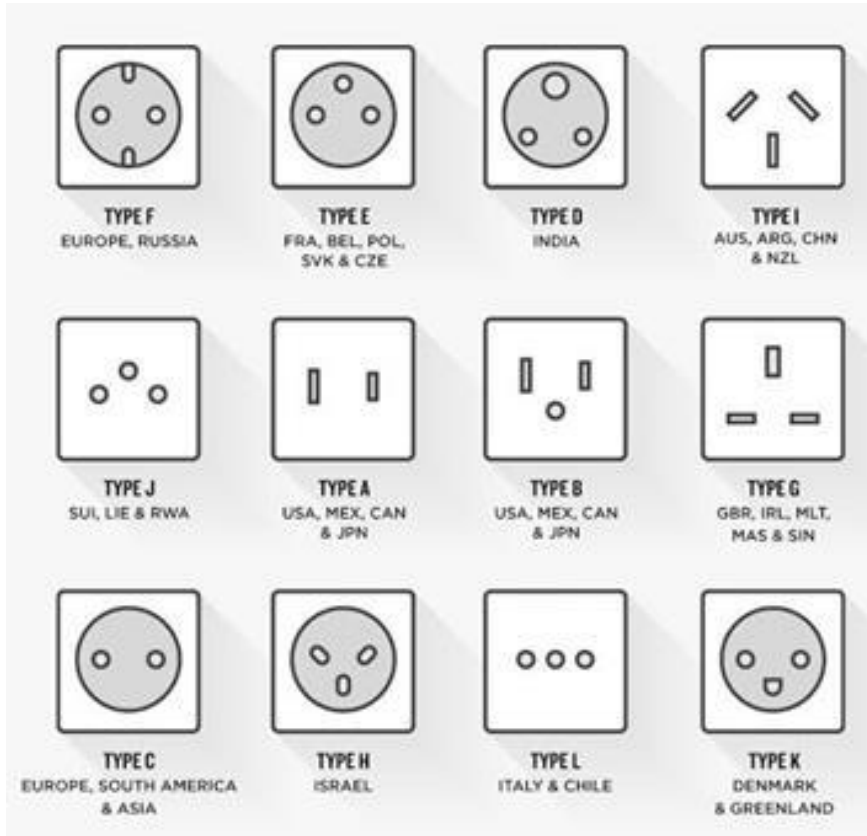 TYPE F
EUROPE, RUSSIA
TYPE E
FRA, BEL, POL,
SVK & CZE
TYPE D
INDIA
TYPE I
AUS, ARG, CHN
& NZL
TYPE J
SUI, LIE & RWA
TYPE A
USA, MEX, CAN
& JPN
TYPE B
USA, MEX, CAN
& JPN
TYPE G
GBR, IRL, MLT,
MAS & SIN
TYPE C
EUROPE, SOUTH AMERICA
& ASIA
TYPE H
ISRAEL
TYPE L
ITALY & CHILE
TYPE K
DENMARK
& GREENLAND